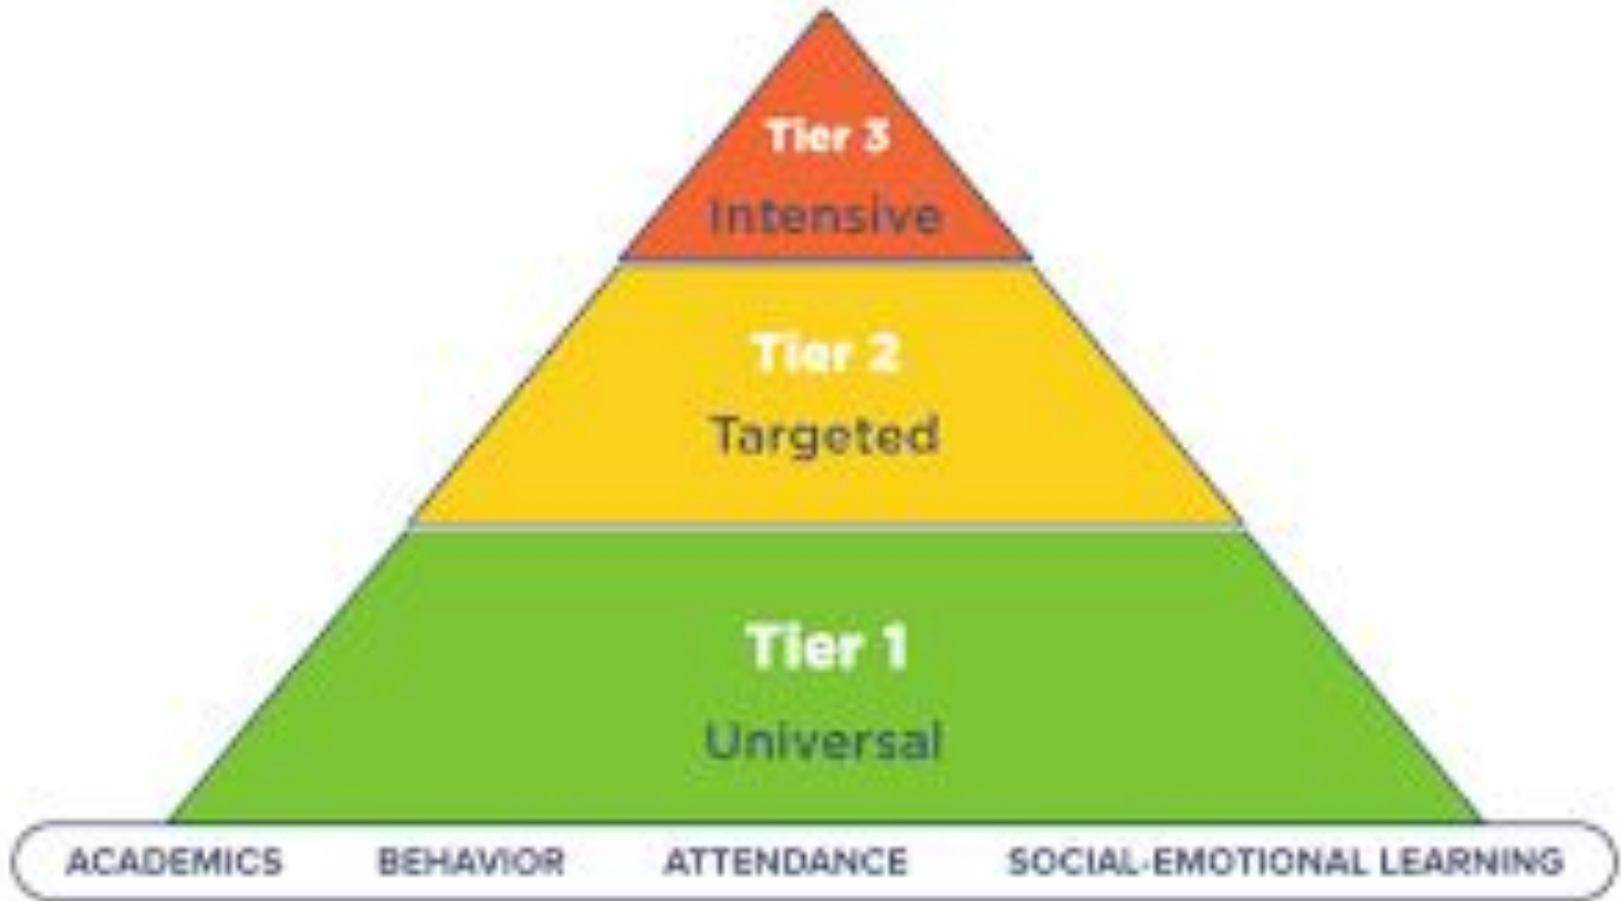 Tier 3
Intensive
Tier 2
Targeted
Tier 1
Universal
ACADEMICS BEHAVIOR ATTENDANCE SOCIAL-EMOTIONAL LEARNING